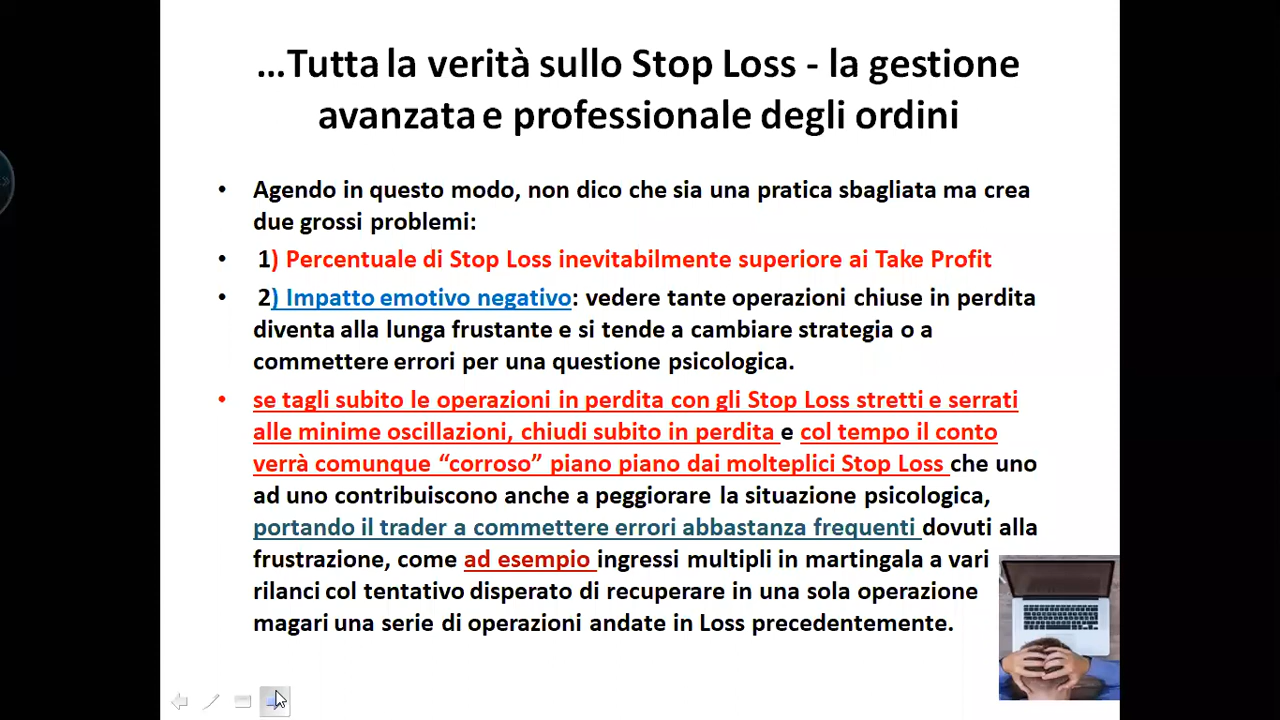 …Tutta la verità sullo Stop Loss - la gestione
avanzata e professionale degli ordini
• Agendo in questo modo, non dico che sia una pratica sbagliata ma crea
due grossi problemi:
• 1) Percentuale di Stop Loss inevitabilmente superiore ai Take Profit
• 2) Impatto emotivo negativo: vedere tante operazioni chiuse in perdita
diventa alla lunga frustante e si tende a cambiare strategia o a
commettere errori per una questione psicologica.
• se tagli subito le operazioni in perdita con gli Stop Loss stretti e serrati
alle minime oscillazioni, chiudi subito in perdita e col tempo il conto
verrà comunque “corroso” piano piano dai molteplici Stop Loss che uno
ad uno contribuiscono anche a peggiorare la situazione psicologica,
portando il trader a commettere errori abbastanza frequenti dovuti alla
frustrazione, come ad esempio ingressi multipli in martingala a vari
rilanci col tentativo disperato di recuperare in una sola operazione
magari una serie di operazioni andate in Loss precedentemente.